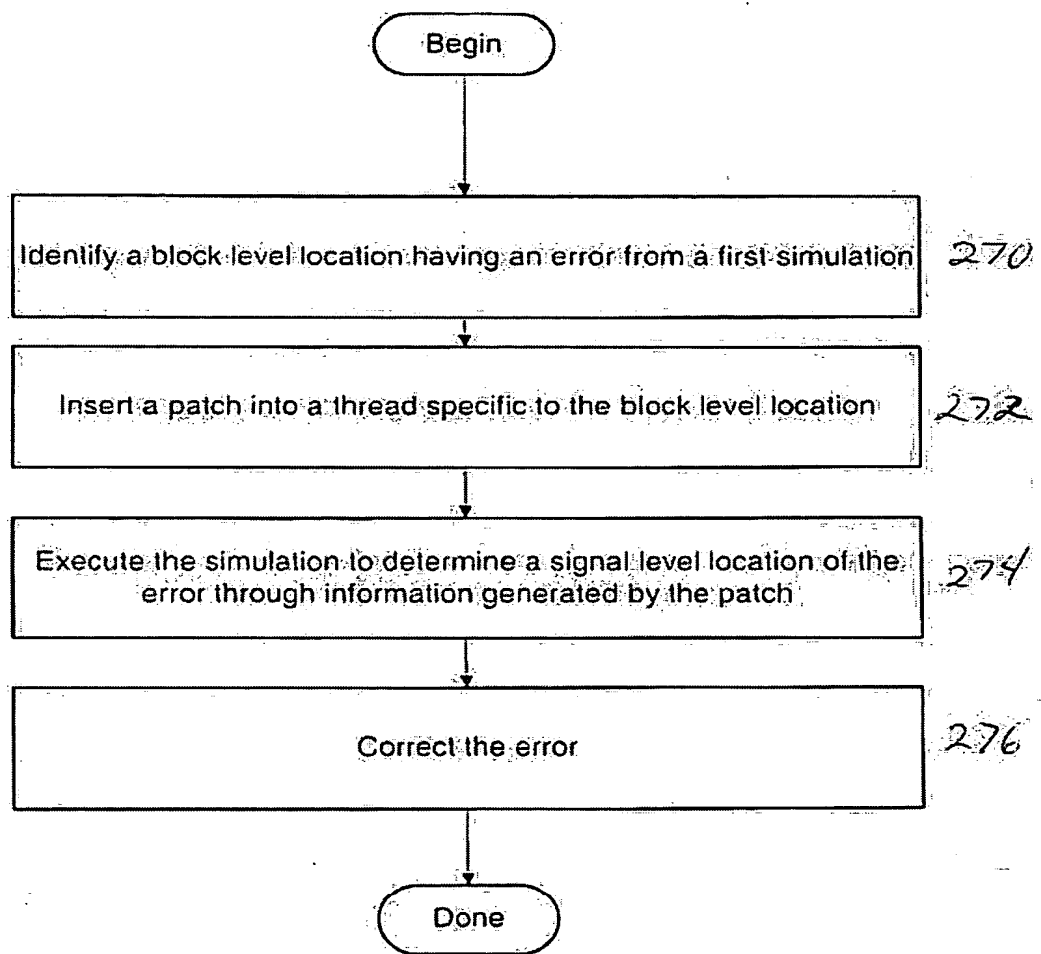 Begin
Identify a block level location having an error from a first simulation
270
Insert a patch into a thread specific to the block level location
272
Execute the simulation to determine a signal level location of the
error through information generated by the patch
274
Correct the error
276
Done